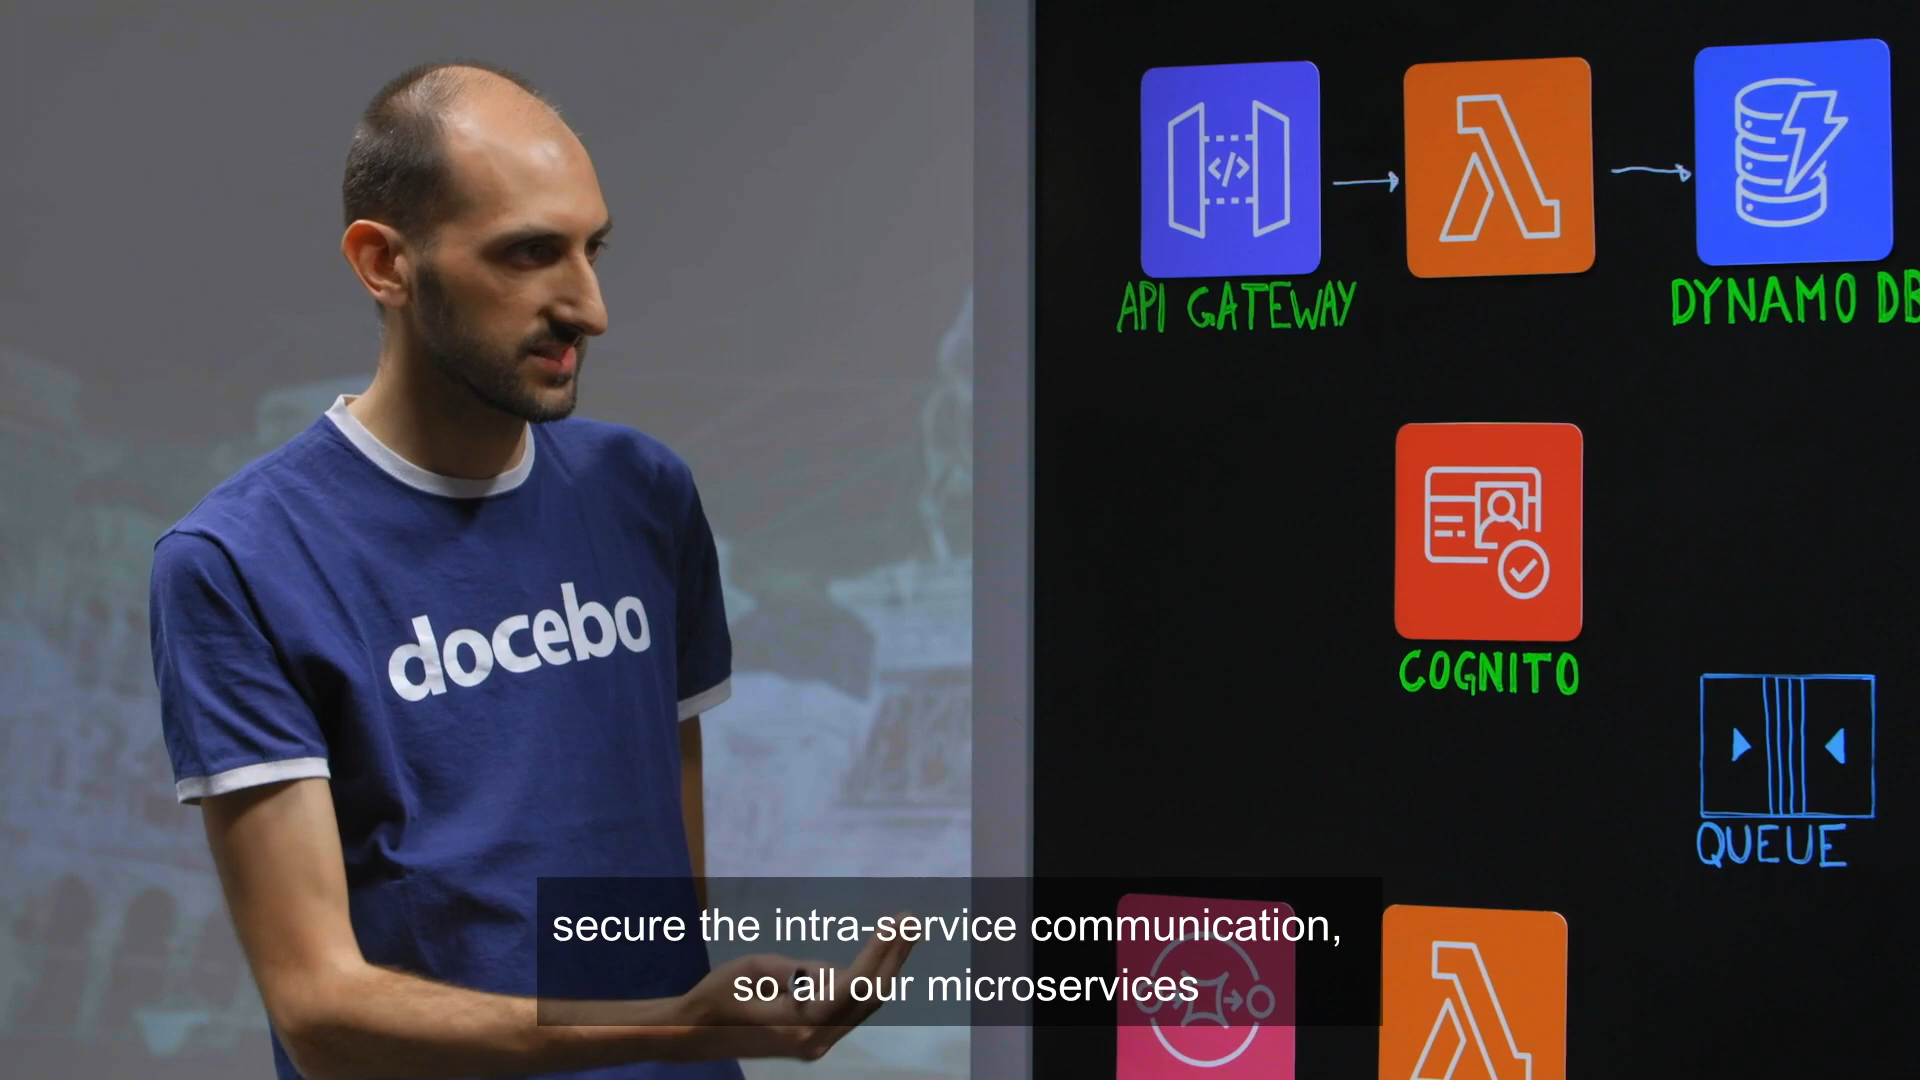 docebo
API GATEWAY
DYNAMO DB
COGNITO
QUEUE
secure the intra-service communication,
so all our microservices